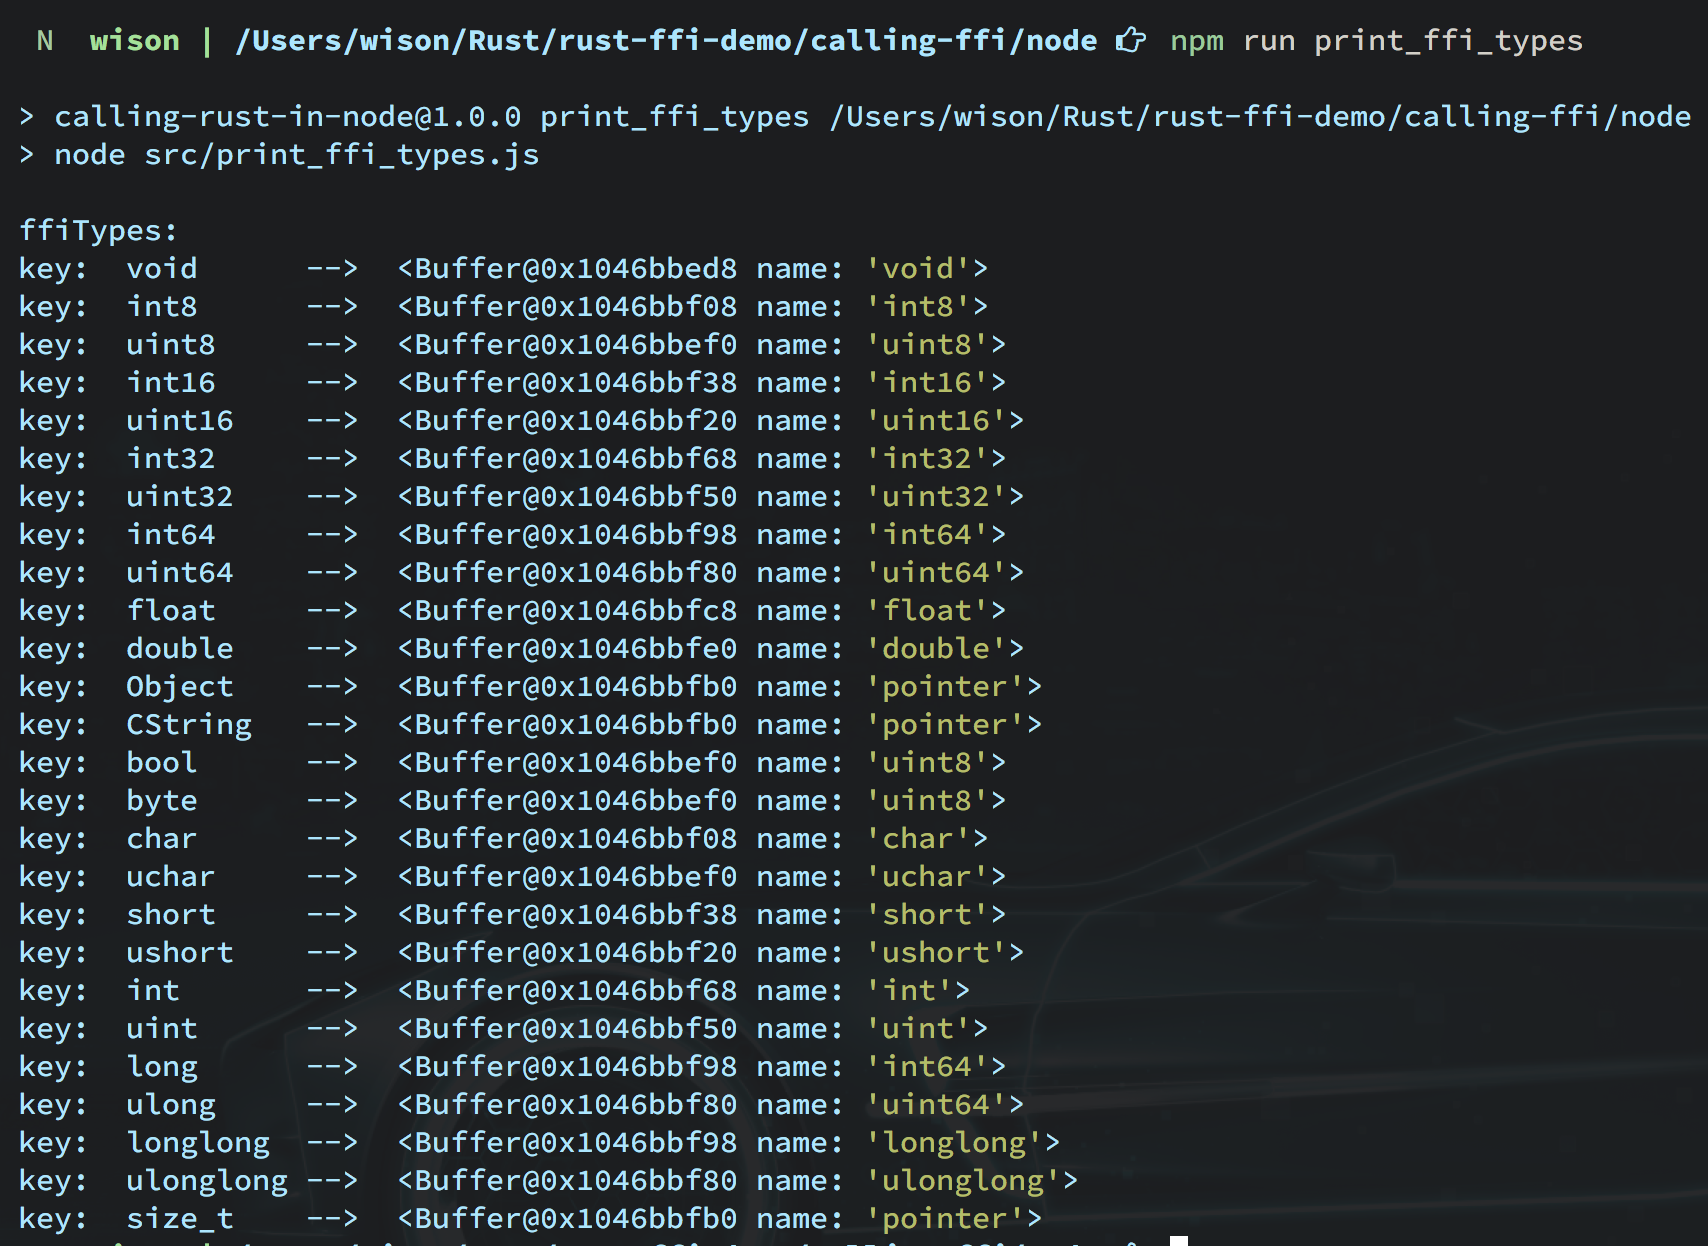 N wison | /Users/wison/Rust/rust-ffi-demo/calling-ffi/node 👉 npm run print_ffi_types
> calling-rust-in-node@1.0.0 print_ffi_types /Users/wison/Rust/rust-ffi-demo/calling-ffi/node
> node src/print_ffi_types.js
ffiTypes:
key:  void      -->  <Buffer@0x1046bbed8 name: 'void'>
key:  int8      -->  <Buffer@0x1046bbf08 name: 'int8'>
key:  uint8     -->  <Buffer@0x1046bbef0 name: 'uint8'>
key:  int16     -->  <Buffer@0x1046bbf38 name: 'int16'>
key:  uint16    -->  <Buffer@0x1046bbf20 name: 'uint16'>
key:  int32     -->  <Buffer@0x1046bbf68 name: 'int32'>
key:  uint32    -->  <Buffer@0x1046bbf50 name: 'uint32'>
key:  int64     -->  <Buffer@0x1046bbf98 name: 'int64'>
key:  uint64    -->  <Buffer@0x1046bbf80 name: 'uint64'>
key:  float     -->  <Buffer@0x1046bbfc8 name: 'float'>
key:  double    -->  <Buffer@0x1046bbfe0 name: 'double'>
key:  Object    -->  <Buffer@0x1046bbfb0 name: 'pointer'>
key:  CString   -->  <Buffer@0x1046bbfb0 name: 'pointer'>
key:  bool      -->  <Buffer@0x1046bbef0 name: 'uint8'>
key:  byte      -->  <Buffer@0x1046bbef0 name: 'uint8'>
key:  char      -->  <Buffer@0x1046bbf08 name: 'char'>
key:  uchar     -->  <Buffer@0x1046bbef0 name: 'uchar'>
key:  short     -->  <Buffer@0x1046bbf38 name: 'short'>
key:  ushort    -->  <Buffer@0x1046bbf20 name: 'ushort'>
key:  int       -->  <Buffer@0x1046bbf68 name: 'int'>
key:  uint      -->  <Buffer@0x1046bbf50 name: 'uint'>
key:  long      -->  <Buffer@0x1046bbf98 name: 'int64'>
key:  ulong     -->  <Buffer@0x1046bbf80 name: 'uint64'>
key:  longlong  -->  <Buffer@0x1046bbf98 name: 'longlong'>
key:  ulonglong -->  <Buffer@0x1046bbf80 name: 'ulonglong'>
key:  size_t    -->  <Buffer@0x1046bbfb0 name: 'pointer'>